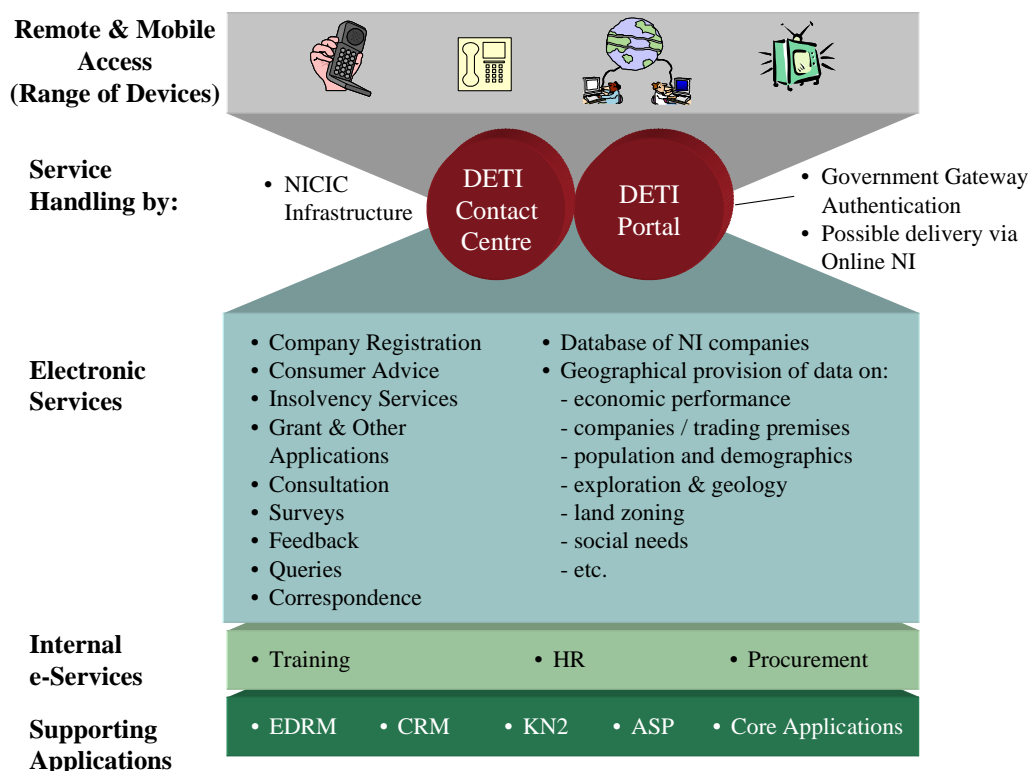 Remote & Mobile
Access
(Range of Devices)
Service
Handling by:
• NICIC
Infrastructure
DETI
Contact
Centre
DETI
Portal
• Government Gateway
Authentication
• Possible delivery via
Online NI
Electronic
Services
• Company Registration
• Consumer Advice
• Insolvency Services
• Grant & Other
Applications
• Consultation
• Surveys
• Feedback
• Queries
• Correspondence
• Database of NI companies
• Geographical provision of data on:
- economic performance
- companies / trading premises
- population and demographics
- exploration & geology
- land zoning
- social needs
- etc.
Internal
e-Services
• Training
• HR
• Procurement
Supporting
Applications
• EDRM
• CRM
• KN2
• ASP
• Core Applications